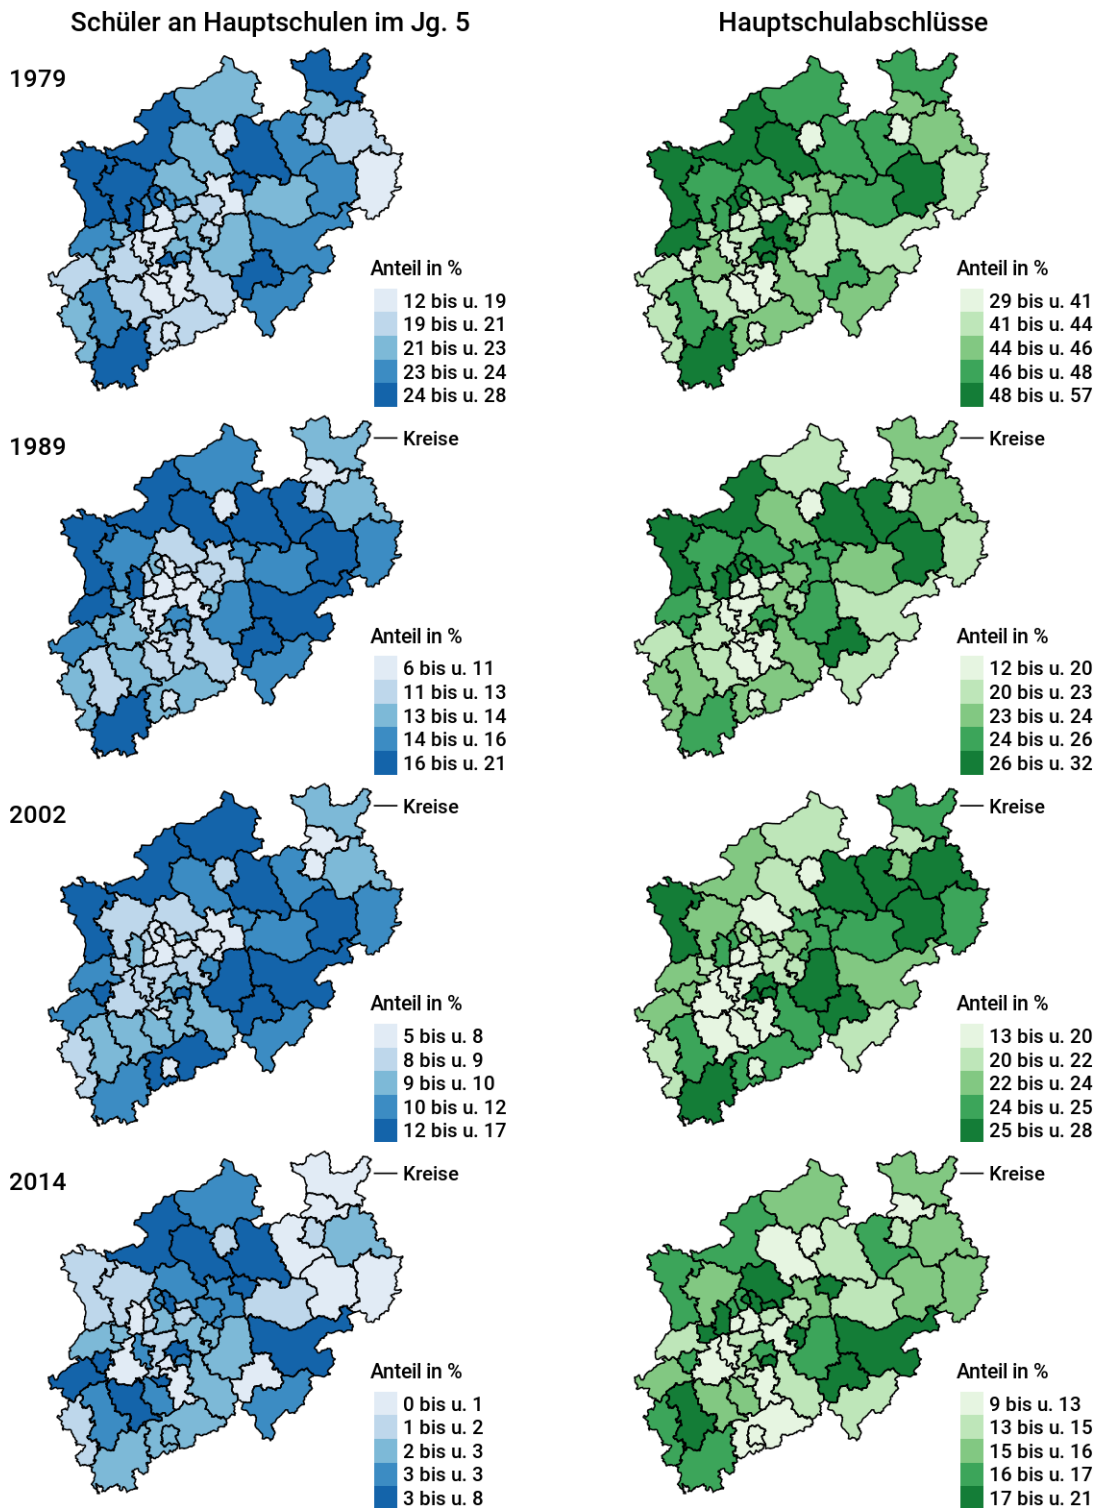 Schüler an Hauptschulen im Jg. 5
Hauptschulabschlüsse
1979
Anteil in %
12 bis u. 19
19 bis u. 21
21 bis u. 23
23 bis u. 24
24 bis u. 28
Anteil in %
29 bis u. 41
41 bis u. 44
44 bis u. 46
46 bis u. 48
48 bis u. 57
1989
Kreise
Anteil in %
6 bis u. 11
11 bis u. 13
13 bis u. 14
14 bis u. 16
16 bis u. 21
Kreise
Anteil in %
12 bis u. 20
20 bis u. 23
23 bis u. 24
24 bis u. 26
26 bis u. 32
2002
Kreise
Anteil in %
5 bis u. 8
8 bis u. 9
9 bis u. 10
10 bis u. 12
12 bis u. 17
Kreise
Anteil in %
13 bis u. 20
20 bis u. 22
22 bis u. 24
24 bis u. 25
25 bis u. 28
2014
Kreise
Anteil in %
0 bis u. 1
1 bis u. 2
2 bis u. 3
3 bis u. 3
3 bis u. 8
Kreise
Anteil in %
9 bis u. 13
13 bis u. 15
15 bis u. 16
16 bis u. 17
17 bis u. 21